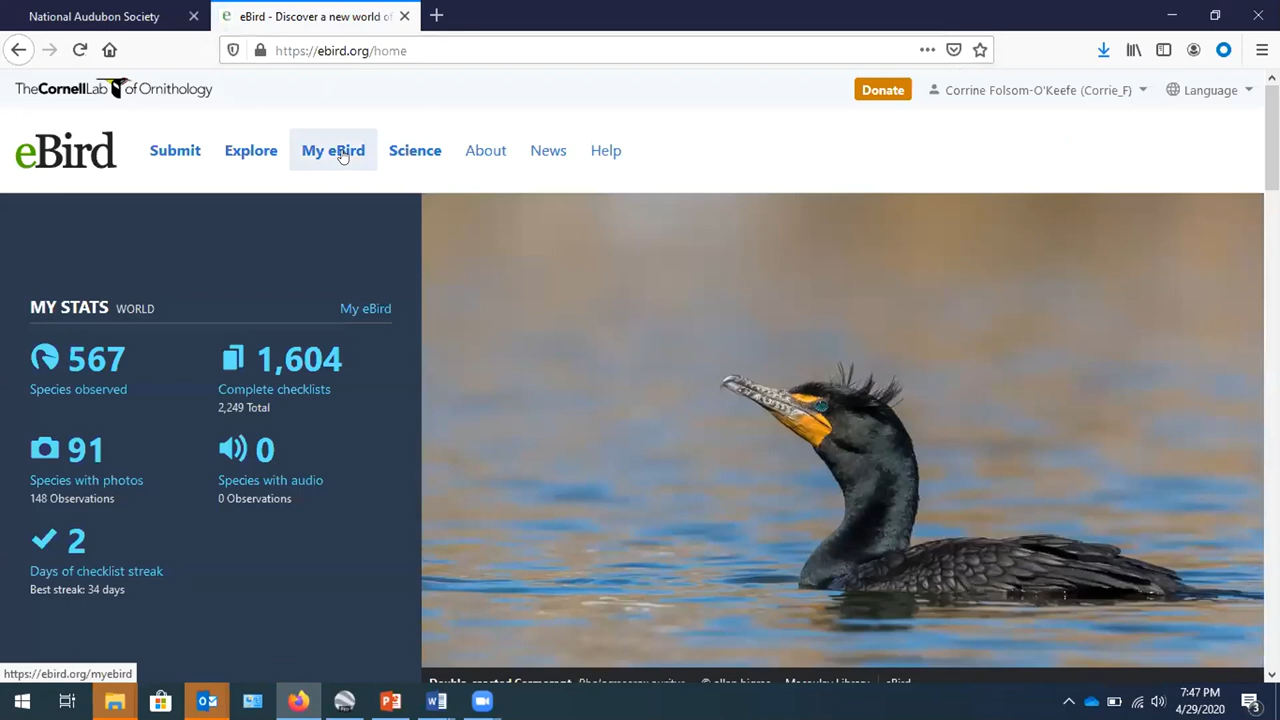 National Audubon Society
eBird - Discover a new world of
https://ebird.org/home
TheCornellLab of Ornithology
Donate
Corrine Folsom-O'Keefe (Corrie_F)
Language
eBird
Submit
Explore
My eBird
Science
About
News
Help
MY STATS WORLD
My eBird
567
Species observed
1,604
Complete checklists
2,249 Total
91
Species with photos
148 Observations
0
Species with audio
0 Observations
2
Days of checklist streak
Best streak: 34 days
https://ebird.org/myebird
7:47 PM
4/29/2020
3